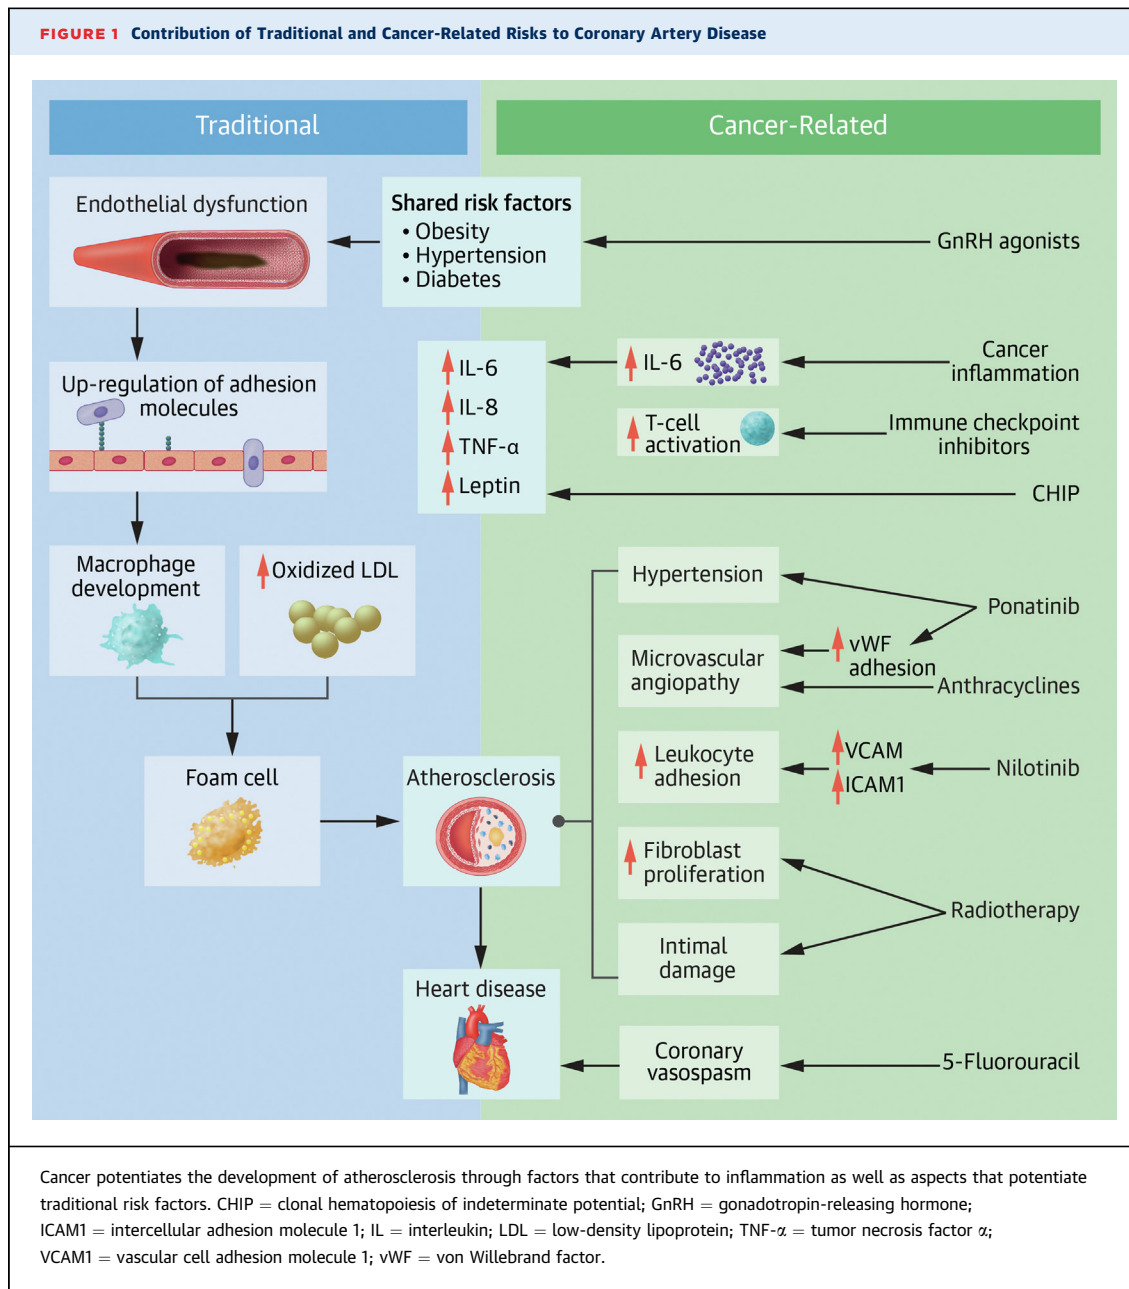 FIGURE 1 Contribution of Traditional and Cancer-Related Risks to Coronary Artery Disease
Traditional
Cancer-Related
Endothelial dysfunction
Shared risk factors
• Obesity
• Hypertension
• Diabetes
GnRH agonists
Up-regulation of adhesion
molecules
IL-6
IL-8
TNF-α
Leptin
IL-6
Cancer
inflammation
T-cell
activation
Immune checkpoint
inhibitors
CHIP
Macrophage
development
Oxidized LDL
Hypertension
Ponatinib
Microvascular
angiopathy
vWF
adhesion
Anthracyclines
Foam cell
Atherosclerosis
Leukocyte
adhesion
VCAM
ICAM1
Nilotinib
Fibroblast
proliferation
Radiotherapy
Intimal
damage
Heart disease
Coronary
vasospasm
5-Fluorouracil
Cancer potentiates the development of atherosclerosis through factors that contribute to inflammation as well as aspects that potentiate
traditional risk factors. CHIP = clonal hematopoiesis of indeterminate potential; GnRH = gonadotropin-releasing hormone;
ICAM1 = intercellular adhesion molecule 1; IL = interleukin; LDL = low-density lipoprotein; TNF-α = tumor necrosis factor α;
VCAM1 = vascular cell adhesion molecule 1; vWF = von Willebrand factor.